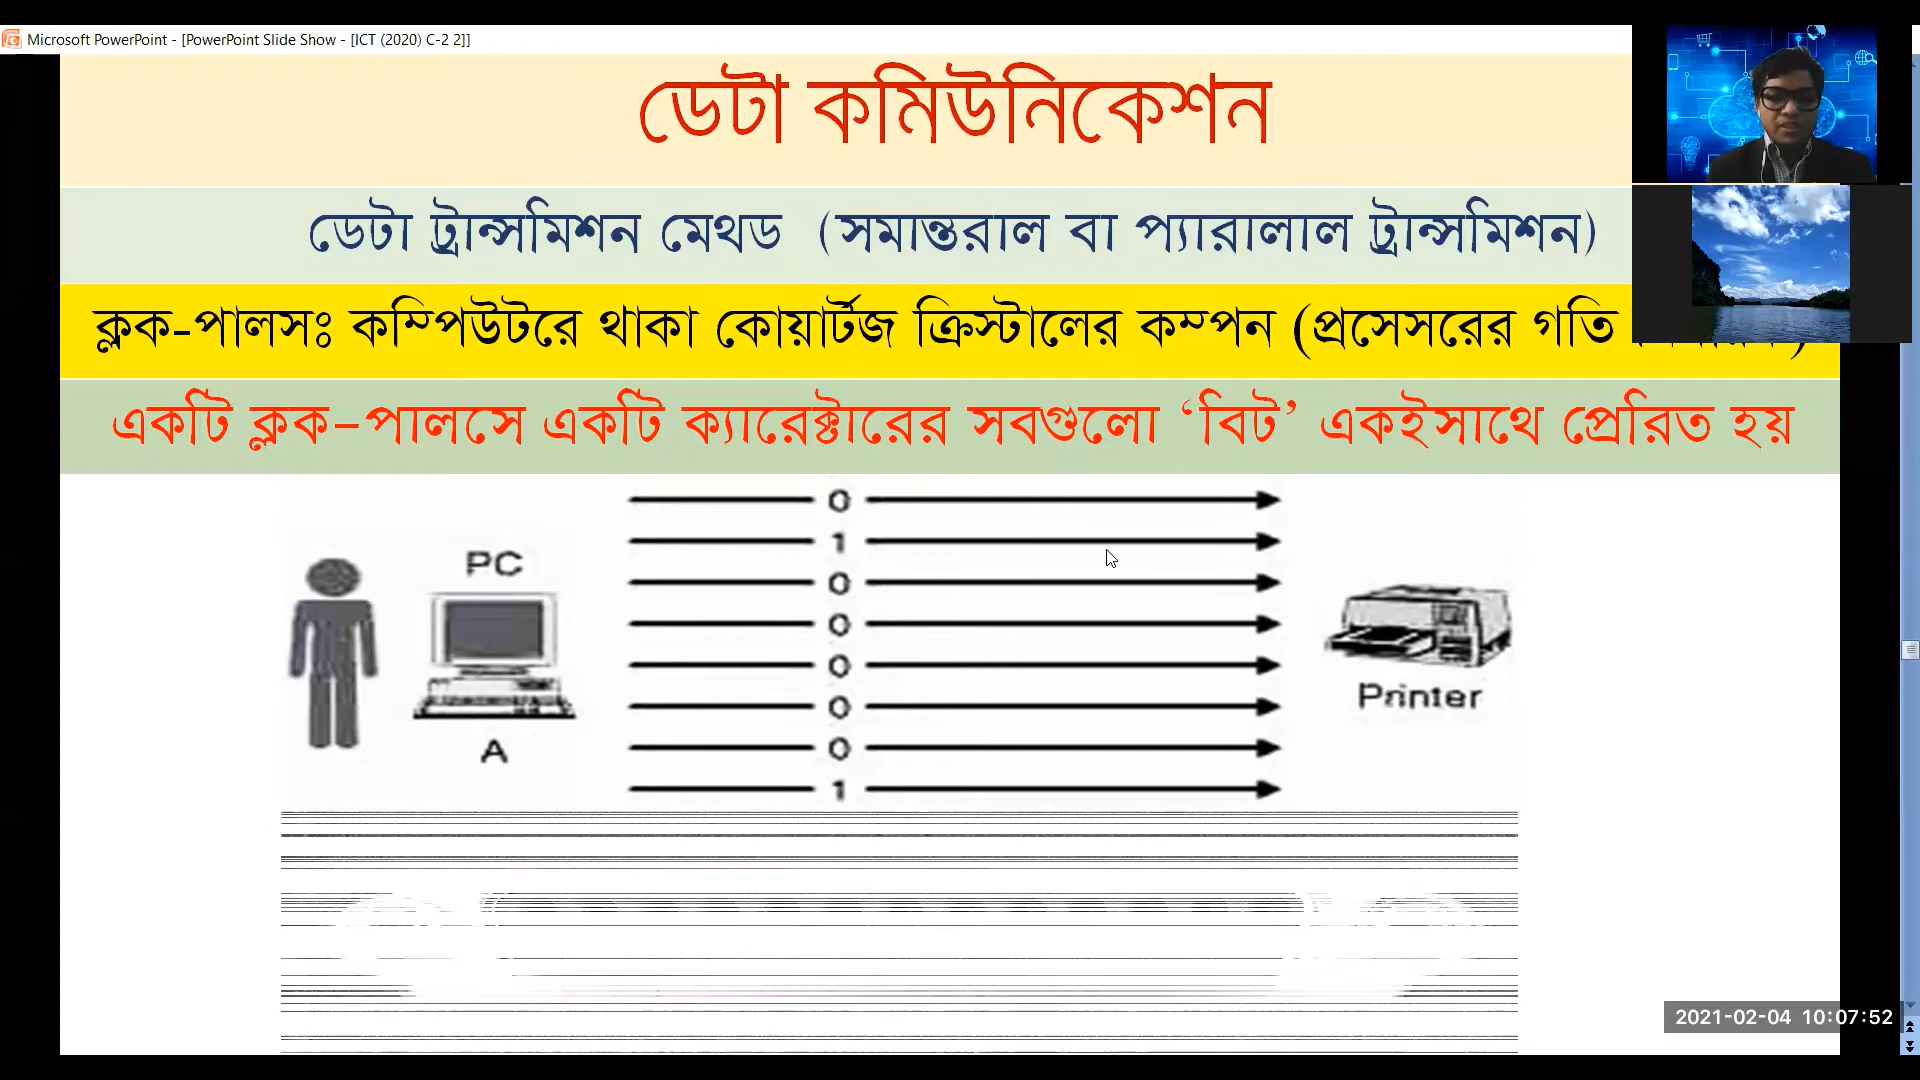 Microsoft PowerPoint - [PowerPoint Slide Show - [ICT (2020) C-2 2]]
ডেটা কমিউনিকেশন
ডেটা ট্রান্সমিশন মেথড (সমান্তরাল বা প্যারালাল ট্রান্সমিশন)
ক্লক-পালসঃ কম্পিউটরে থাকা কোয়ার্টজ ক্রিস্টালের কম্পন (প্রসেসরের গতি
একটি ক্লক-পালসে একটি ক্যারেক্টারের সবগুলো ‘বিট’ একইসাথে প্রেরিত হয়
0
1
PC
0
0
0
Printer
0
0
A
1
2021-02-04 10:07:52